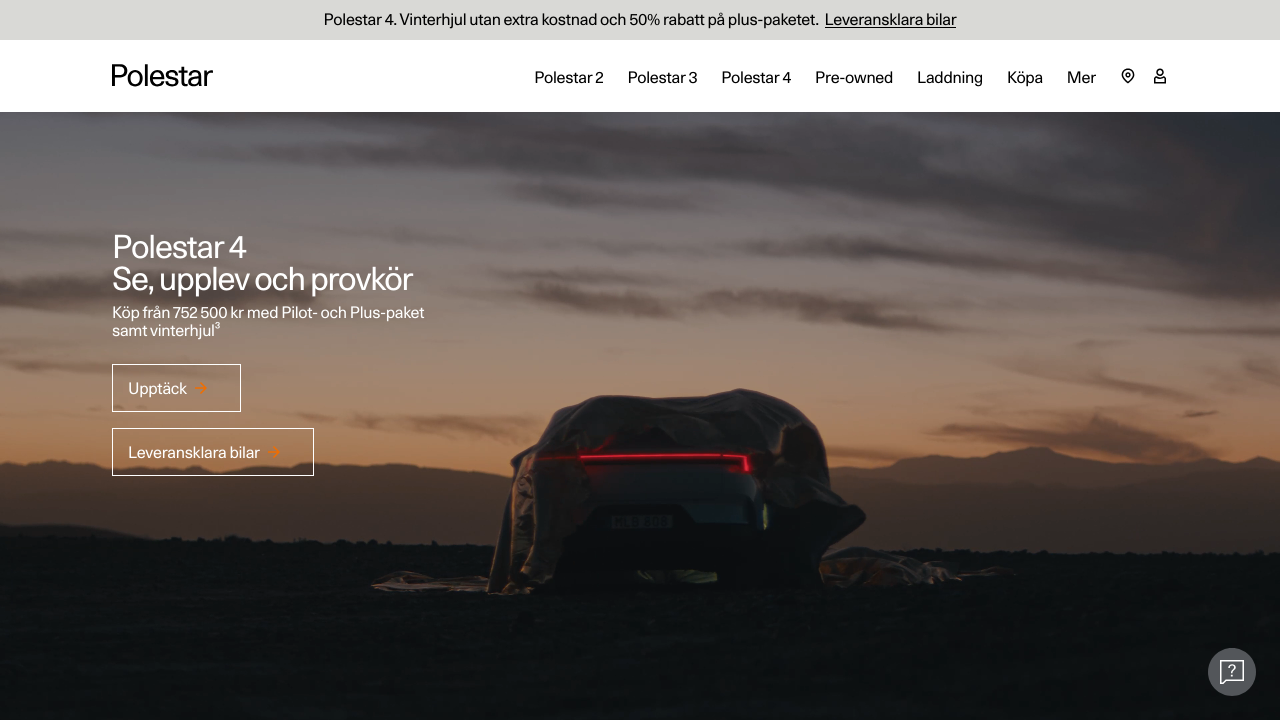 Polestar 4. Vinterhjul utan extra kostnad och 50% rabatt på plus-paketet. Leveransklara bilar
Polestar
Polestar 2 Polestar 3 Polestar 4 Pre-owned Laddning Köpa Mer
Polestar 4
Se, upplev och provkör
Köp från 752 500 kr med Pilot- och Plus-paket
samt vinterhjul³
Upptäck →
Leveransklara bilar →